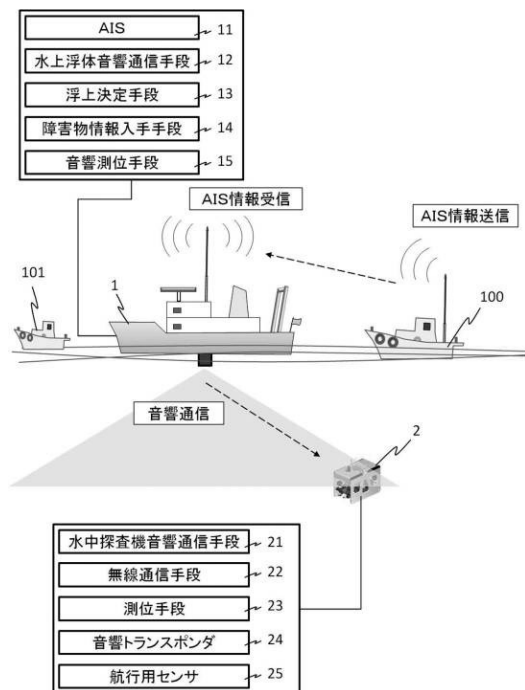 AIS 11
水上浮体音響通信手段 12
浮上決定手段 13
障害物情報入手手段 14
音響測位手段 15
AIS情報受信
AIS情報送信
101
1
100
音響通信
2
水中探査機音響通信手段 21
無線通信手段 22
測位手段 23
音響トランスポンダ 24
航行用センサ 25